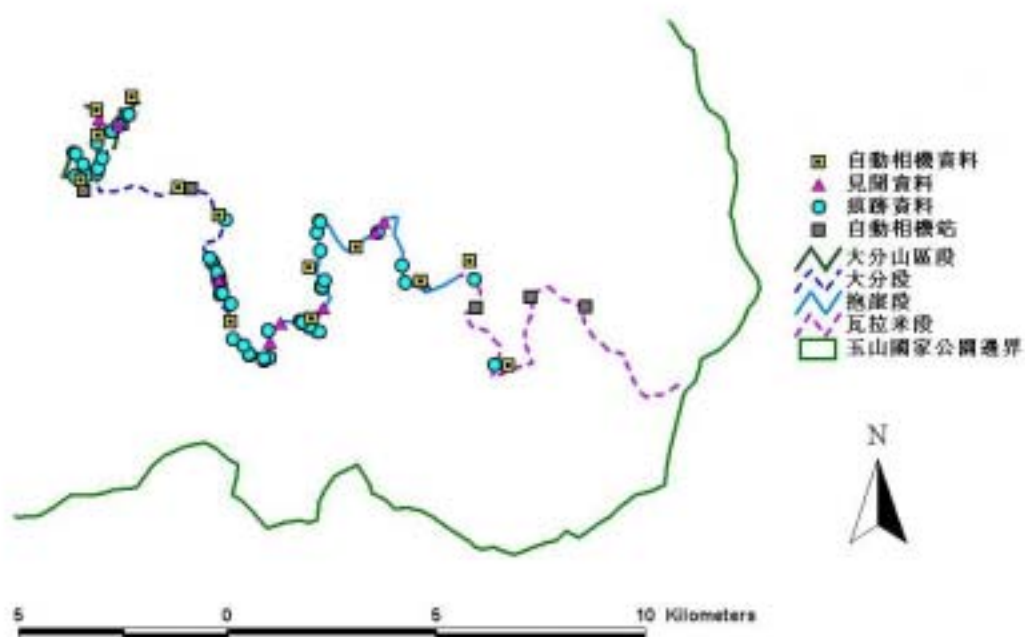 自動相機資料
見聞資料
痕跡資料
自動相機站
大分山區段
大分段
抱崖段
瓦拉米段
玉山國家公園邊界
N
5 0 5 10 Kilometers